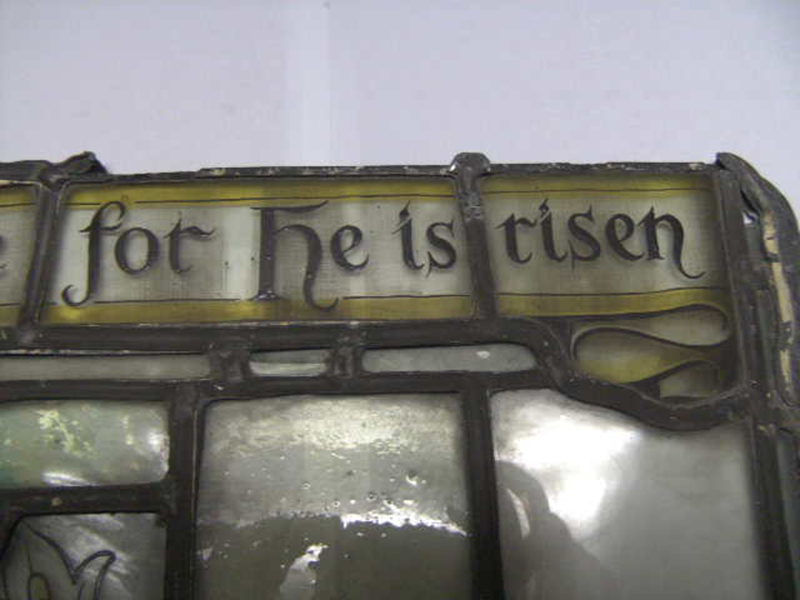 for He is risen